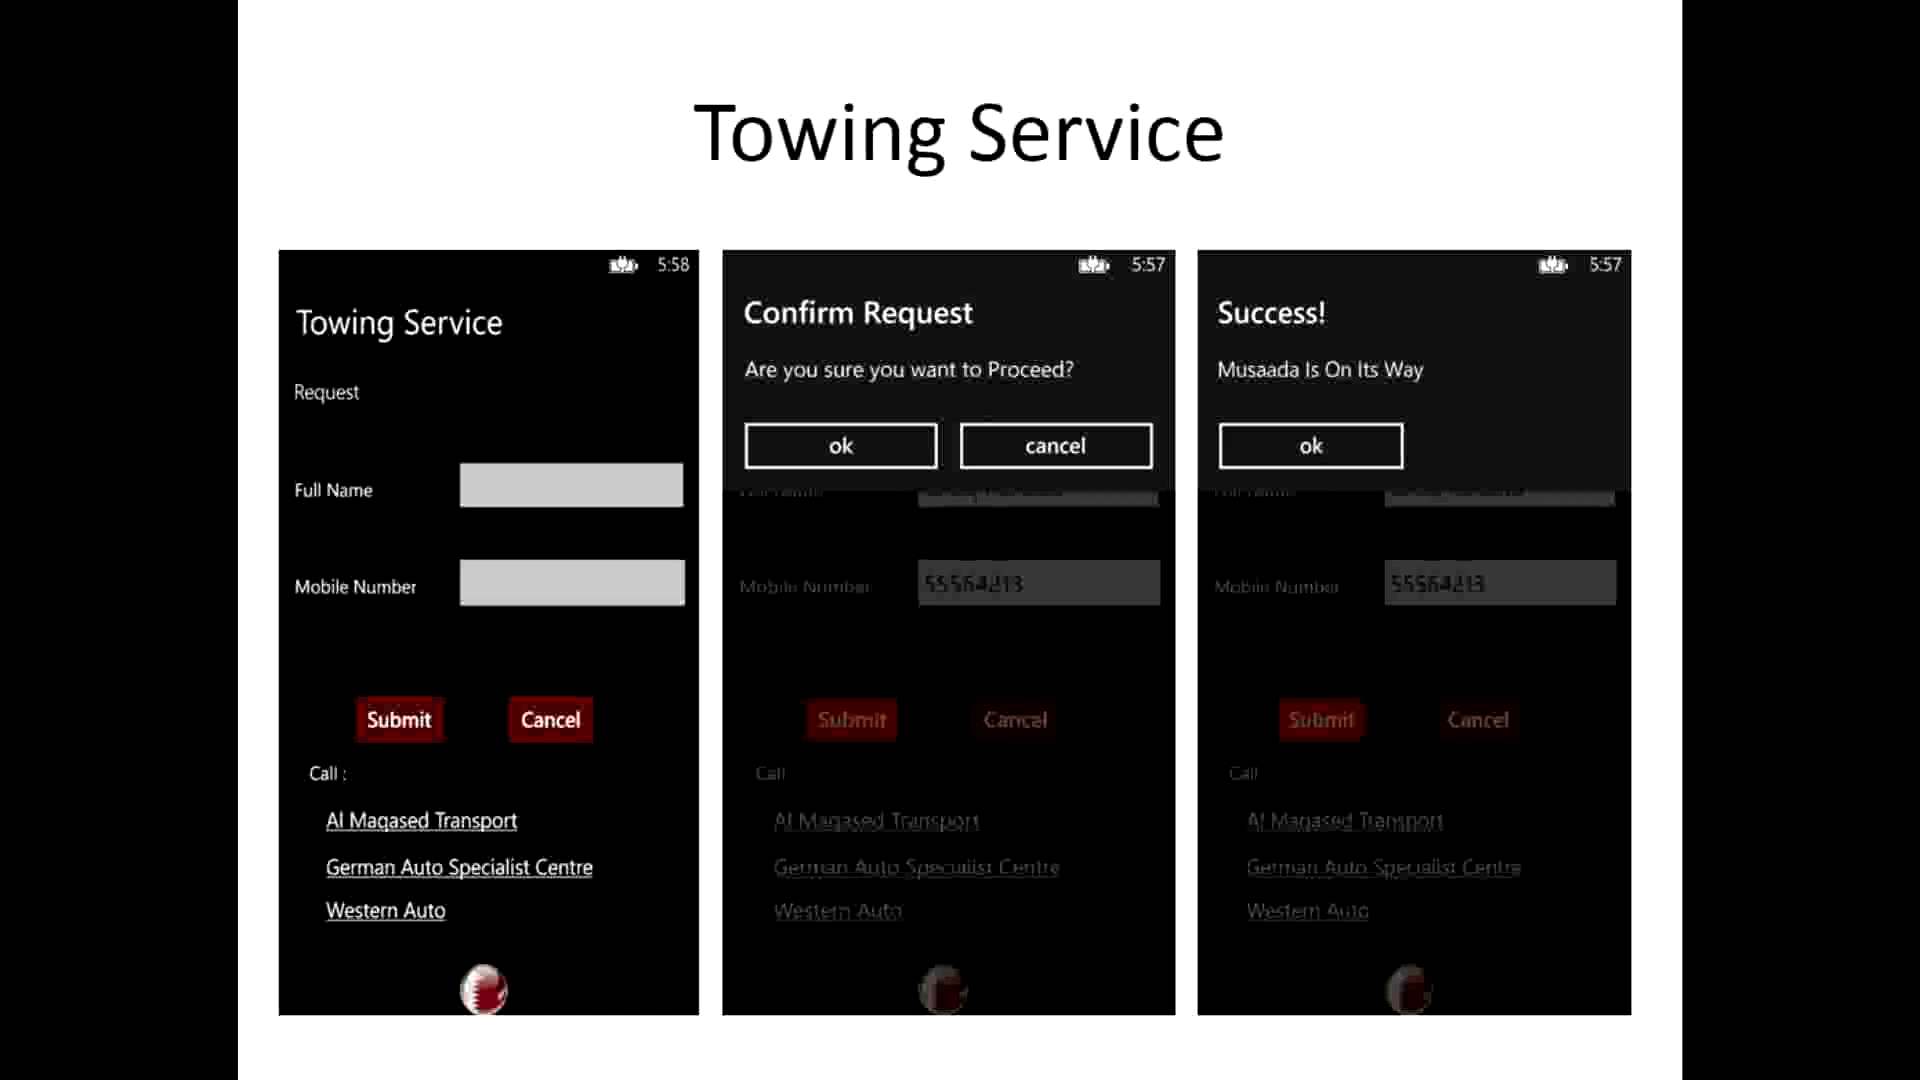 Towing Service
5:58
Towing Service
Request
Full Name
Mobile Number
Submit Cancel
Call :
Al Maqased Transport
German Auto Specialist Centre
Western Auto
5:57
Confirm Request
Are you sure you want to Proceed?
ok cancel
Mobile Number 55564213
Submit Cancel
Call
Al Maqased Transport
German Auto Specialist Centre
Western Auto
5:57
Success!
Musaada Is On Its Way
ok
Mobile Number 55564213
Submit Cancel
Call
Al Maqased Transport
German Auto Specialist Centre
Western Auto